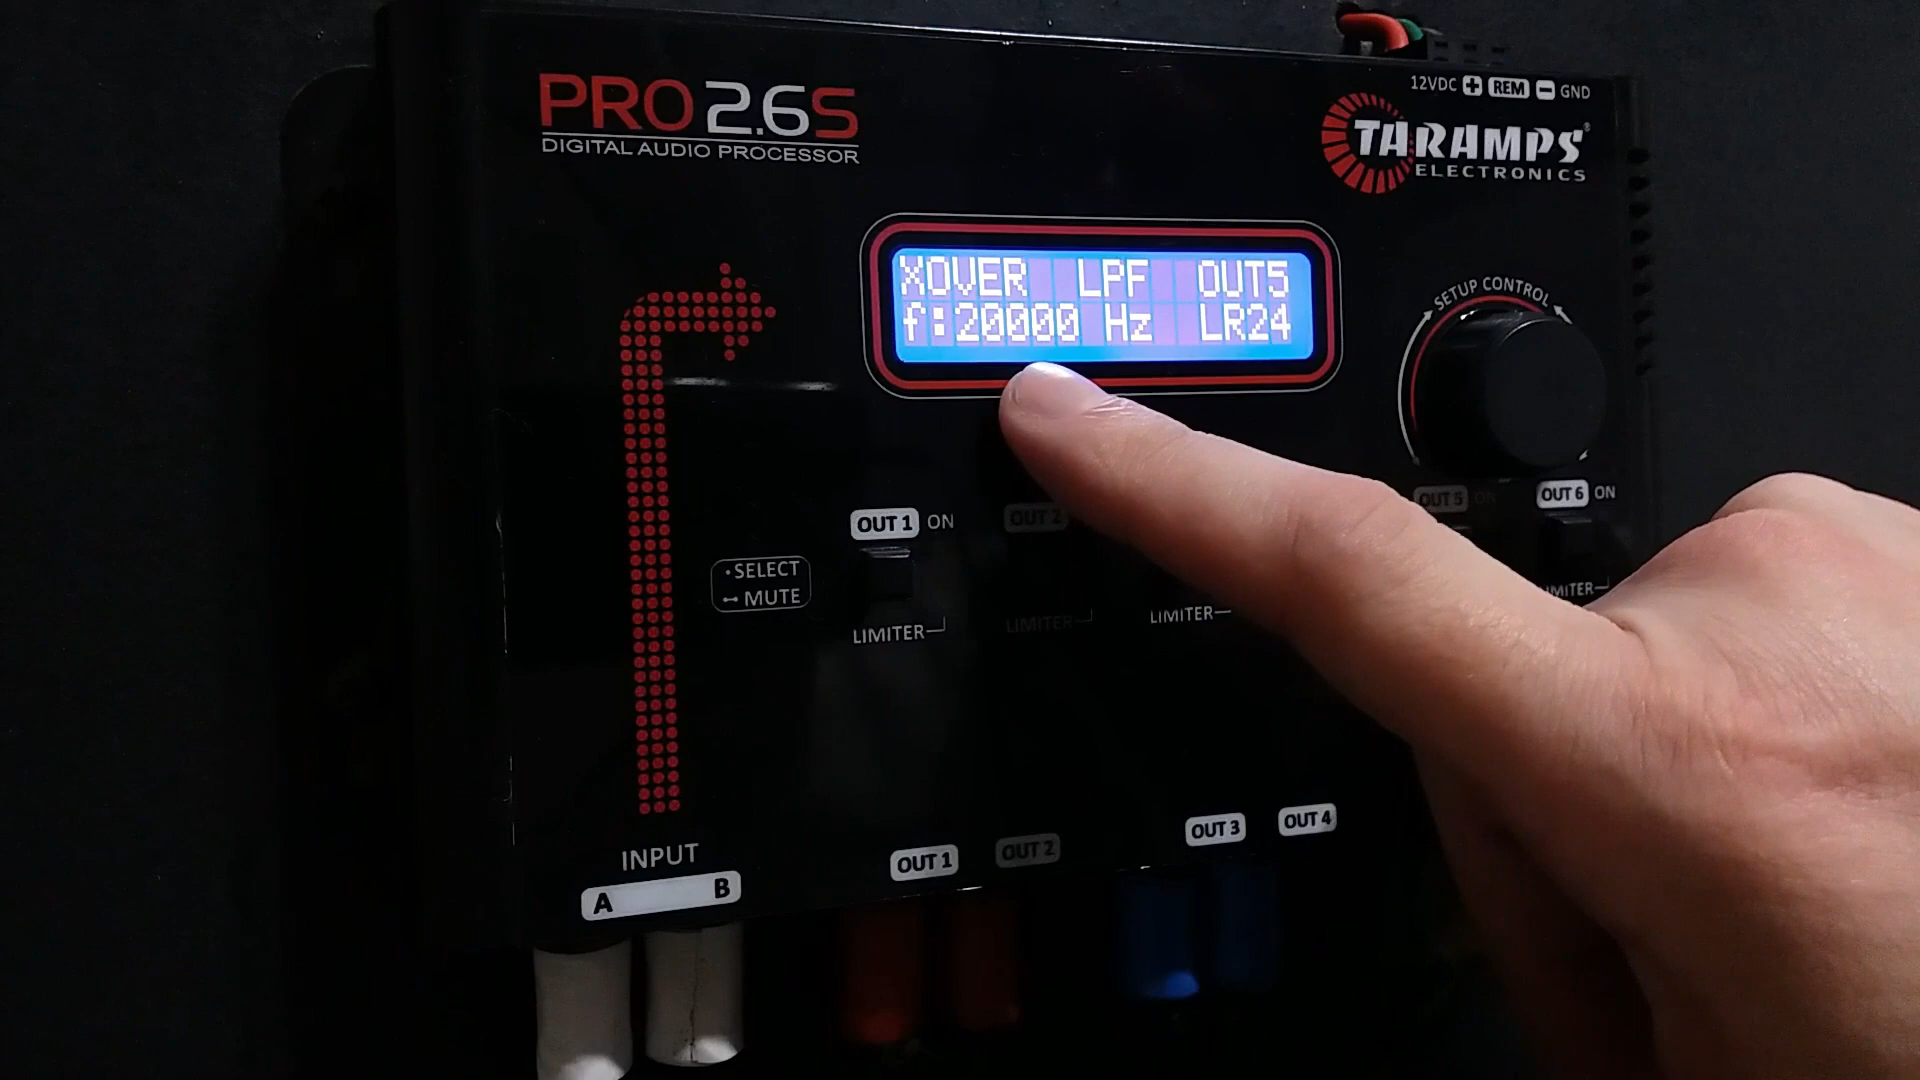 PRO 2.6S
DIGITAL AUDIO PROCESSOR
12VDC + REM - GND
TARAMPS®
ELECTRONICS
XOVER LPF OUT5
f:20000 Hz LR24
SETUP CONTROL
OUT 1 ON
OUT 2
OUT 5 ON
OUT 6 ON
SELECT
MUTE
LIMITER
LIMITER
LIMITER
INPUT
A B
OUT 1
OUT 2
OUT 3
OUT 4